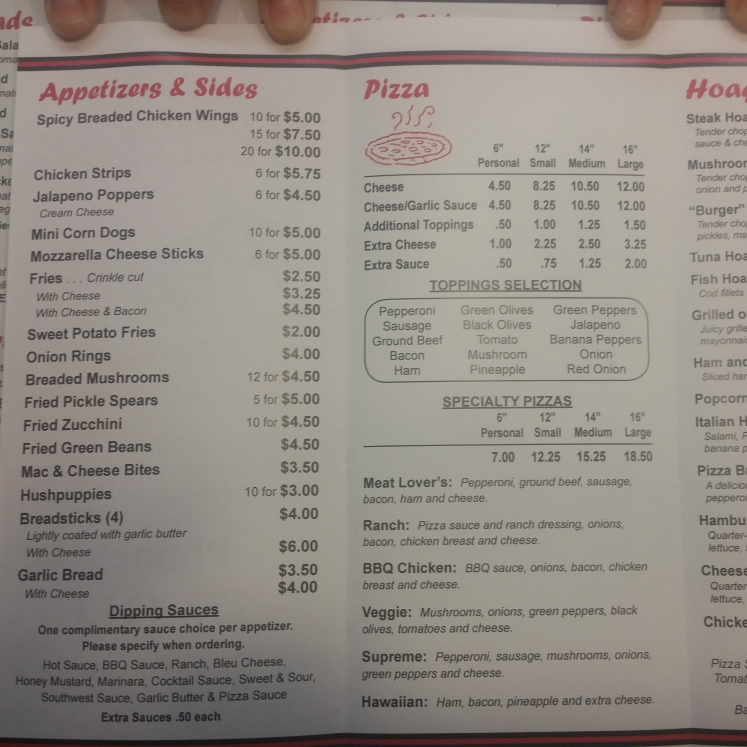 Appetizers & Sides
Spicy Breaded Chicken Wings 10 for $5.00
15 for $7.50
20 for $10.00
Chicken Strips 6 for $5.75
Jalapeno Poppers 6 for $4.50
Cream Cheese
Mini Corn Dogs 10 for $5.00
Mozzarella Cheese Sticks 6 for $5.00
Fries . . . Crinkle cut $2.50
With Cheese $3.25
With Cheese & Bacon $4.50
Sweet Potato Fries $2.00
Onion Rings $4.00
Breaded Mushrooms 12 for $4.50
Fried Pickle Spears 5 for $5.00
Fried Zucchini 10 for $4.50
Fried Green Beans $4.50
Mac & Cheese Bites $3.50
Hushpuppies 10 for $3.00
Breadsticks (4) $4.00
Lightly coated with garlic butter
With Cheese $6.00
Garlic Bread $3.50
With Cheese $4.00
Dipping Sauces
One complimentary sauce choice per appetizer.
Please specify when ordering.
Hot Sauce, BBQ Sauce, Ranch, Bleu Cheese,
Honey Mustard, Marinara, Cocktail Sauce, Sweet & Sour,
Southwest Sauce, Garlic Butter & Pizza Sauce
Extra Sauces .50 each
Pizza
6" 12" 14" 16"
Personal Small Medium Large
Cheese 4.50 8.25 10.50 12.00
Cheese/Garlic Sauce 4.50 8.25 10.50 12.00
Additional Toppings .50 1.00 1.25 1.50
Extra Cheese 1.00 2.25 2.50 3.25
Extra Sauce .50 .75 1.25 2.00
TOPPINGS SELECTION
Pepperoni Green Olives Green Peppers
Sausage Black Olives Jalapeno
Ground Beef Tomato Banana Peppers
Bacon Mushroom Onion
Ham Pineapple Red Onion
SPECIALTY PIZZAS
6" 12" 14" 16"
Personal Small Medium Large
7.00 12.25 15.25 18.50
Meat Lover's: Pepperoni, ground beef, sausage,
bacon, ham and cheese.
Ranch: Pizza sauce and ranch dressing, onions,
bacon, chicken breast and cheese.
BBQ Chicken: BBQ sauce, onions, bacon, chicken
breast and cheese.
Veggie: Mushrooms, onions, green peppers, black
olives, tomatoes and cheese.
Supreme: Pepperoni, sausage, mushrooms, onions,
green peppers and cheese.
Hawaiian: Ham, bacon, pineapple and extra cheese.
Steak
Tender
sauce &
Tender
onion and
"Burger"
Tender
pickles,
Tuna
Fish
Cod fillets
Grilled
Juicy
Ham and
Sliced
Italian
Salami,
banana
Pizza
A
Quarter-
lettuce,
Quarter
lettuce,
Pizza